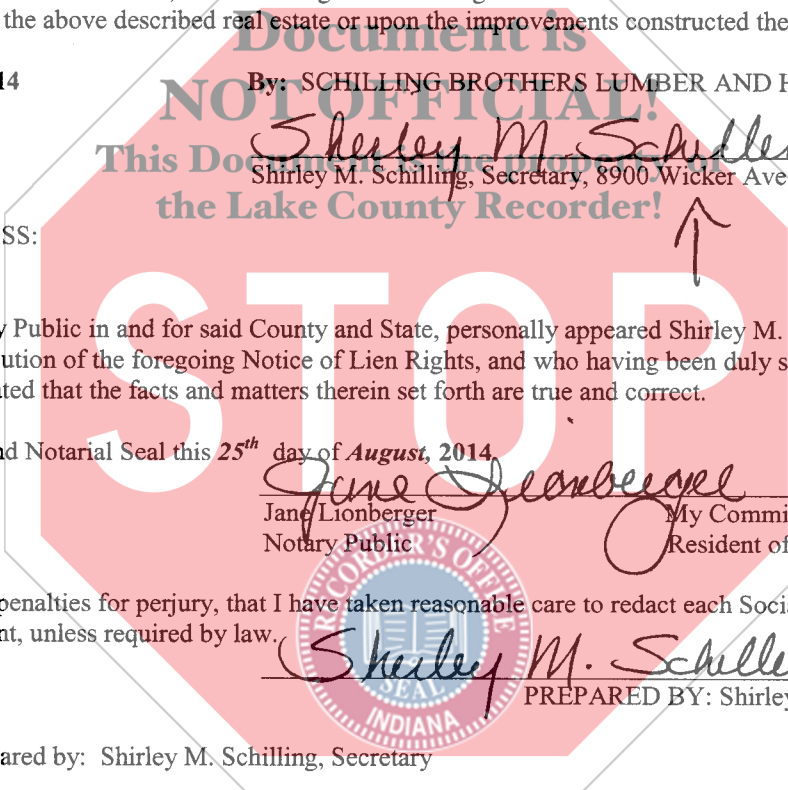 the above described real estate or upon the improvements constructed the
Document is
14 By: SCHILLING BROTHERS LUMBER AND H
NOT OFFICIAL!
Shirley M. Schilling
This Document is the property of
Shirley M. Schilling, Secretary, 8900 Wicker Ave
the Lake County Recorder!
SS:
STOP
y Public in and for said County and State, personally appeared Shirley M.
ution of the foregoing Notice of Lien Rights, and who having been duly s
ted that the facts and matters therein set forth are true and correct.
nd Notarial Seal this 25th day of August, 2014.
Jane Lionberger
Jane Lionberger My Commi
Notary Public Resident of
RECORDER'S OFFICE
penalties for perjury, that I have taken reasonable care to redact each Socia
nt, unless required by law.
Shirley M. Schilli
SEAL
PREPARED BY: Shirley
INDIANA
ared by: Shirley M. Schilling, Secretary